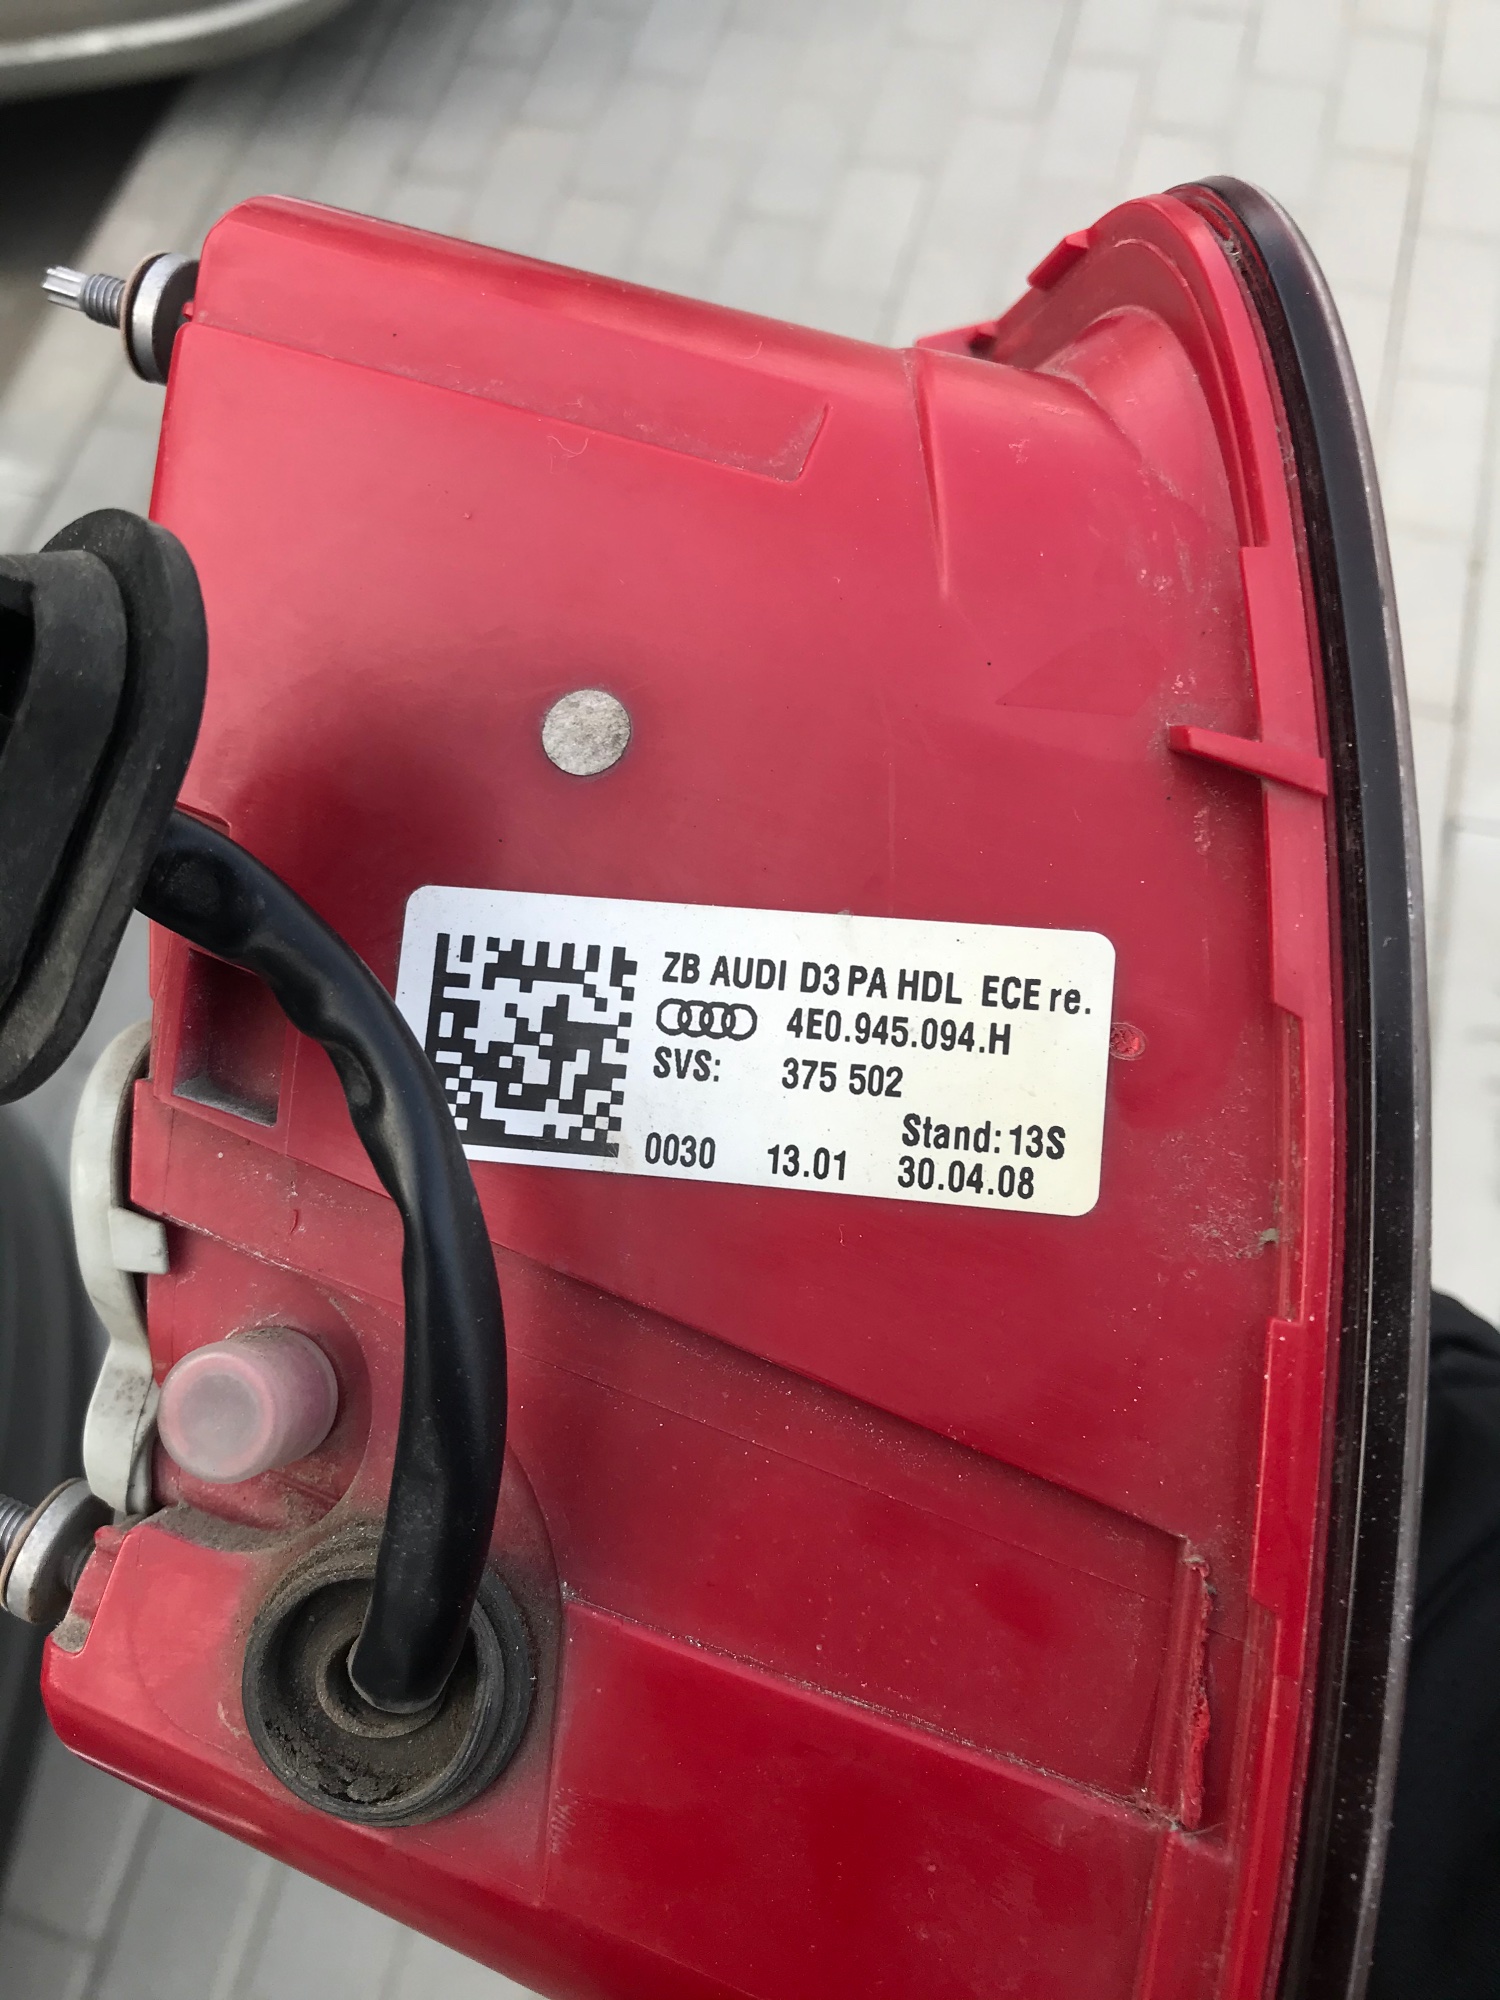 ZB AUDI D3 PA HDL ECE re.
4E0.945.094.H
SVS: 375 502
Stand: 13S
0030 13.01 30.04.08